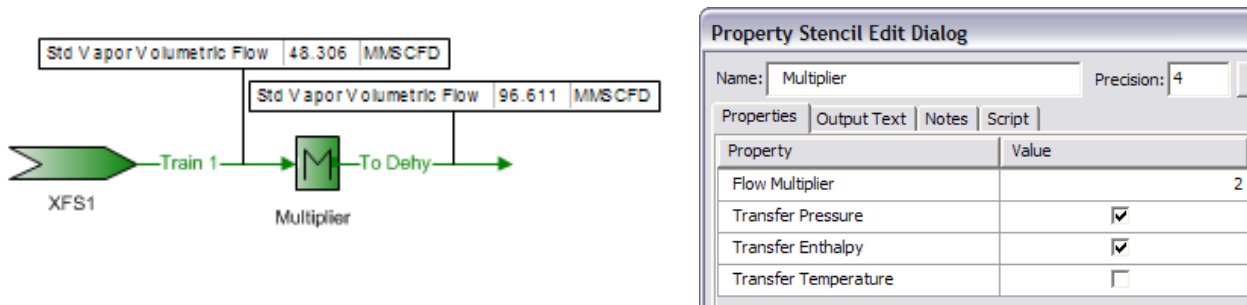 Std Vapor Volumetric Flow 48.306 MMSCFD
Std Vapor Volumetric Flow 96.611 MMSCFD
Train 1
M
To Dehy
XFS1
Multiplier
Property Stencil Edit Dialog
Name: Multiplier Precision: 4
Properties Output Text Notes Script
Property Value
Flow Multiplier 2
Transfer Pressure
Transfer Enthalpy
Transfer Temperature